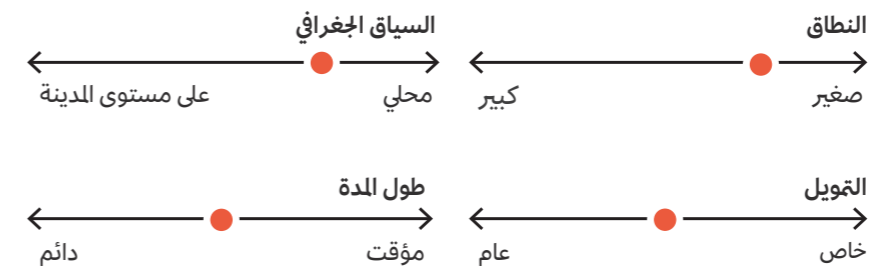 النطاق
صغير كبير
السياق الجغرافي
محلي على مستوى المدينة
التمويل
خاص عام
طول المدة
مؤقت دائم